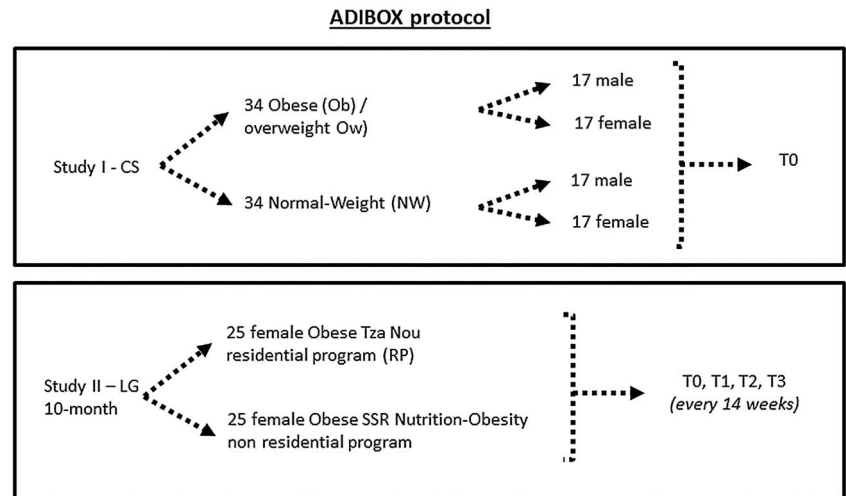 ADIBOX protocol
Study I - CS
34 Obese (Ob) /
overweight Ow)
34 Normal-Weight (NW)
17 male
17 female
17 male
17 female
T0
Study II – LG
10-month
25 female Obese Tza Nou
residential program (RP)
25 female Obese SSR Nutrition-Obesity
non residential program
T0, T1, T2, T3
(every 14 weeks)